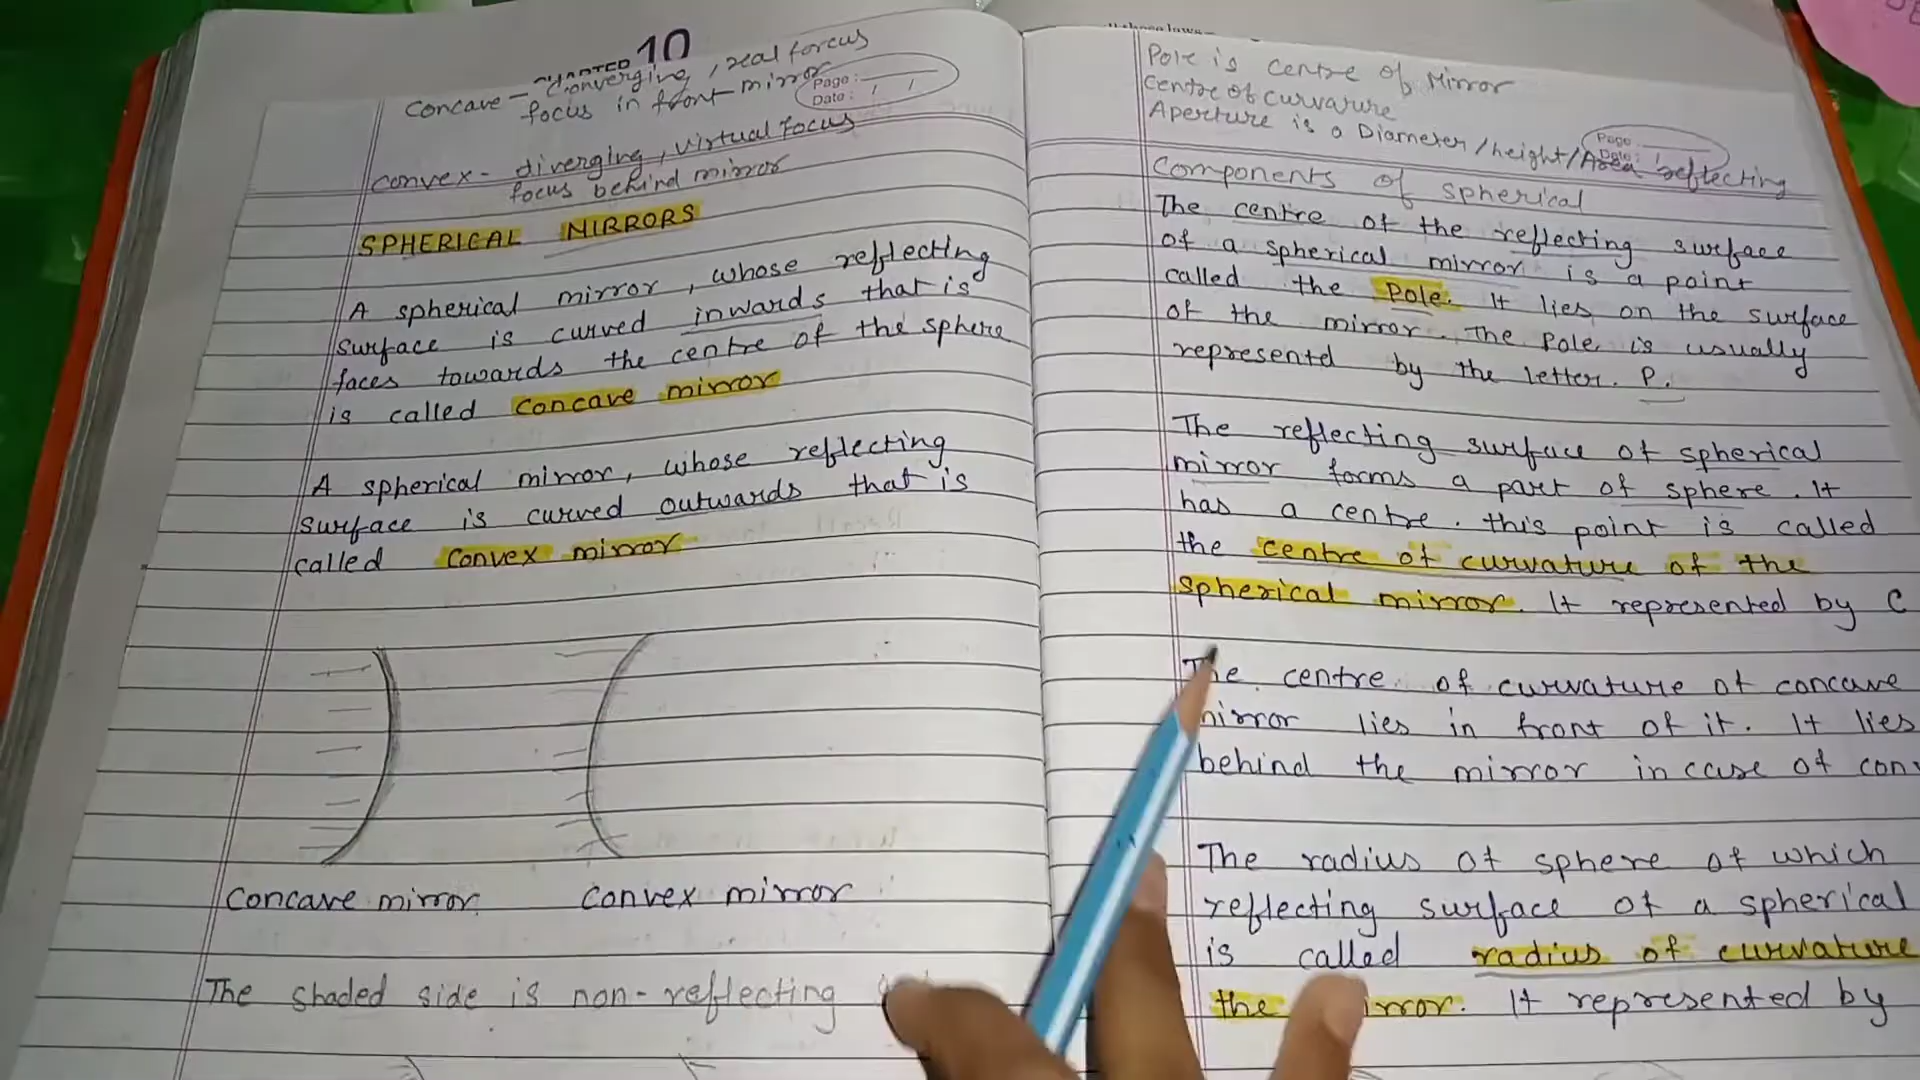 10
Concave - Converging, real forcus
focus in front mirror
Page:
Date:
Convex - diverging, virtual focus
focus behind mirror
SPHERICAL MIRRORS
A spherical mirror, whose reflecting
surface is curved inwards that is
faces towards the centre of the sphere
is called Concave mirror
A spherical mirror, whose reflecting
surface is curved outwards that is
called Convex mirror
Concave mirror
Convex mirror
The shaded side is non-reflecting
Pole is centre of Mirror
Centre of curvature
Aperture is a Diameter/height/Area reflecting
Page
Components of spherical
The centre of the reflecting surface
of a spherical mirror is a point
called the Pole. It lies on the surface
of the mirror. The Pole is usually
representd by the letter. P.
The reflecting surface of spherical
mirror forms a part of sphere. It
has a centre. this point is called
the centre of curvature of the
spherical mirror. It represented by C
The centre of curvature of concave
mirror lies in front of it. It lies
behind the mirror in case of con
The radius of sphere of which
reflecting surface of a spherical
is called radius of curvature
the mirror. It represented by